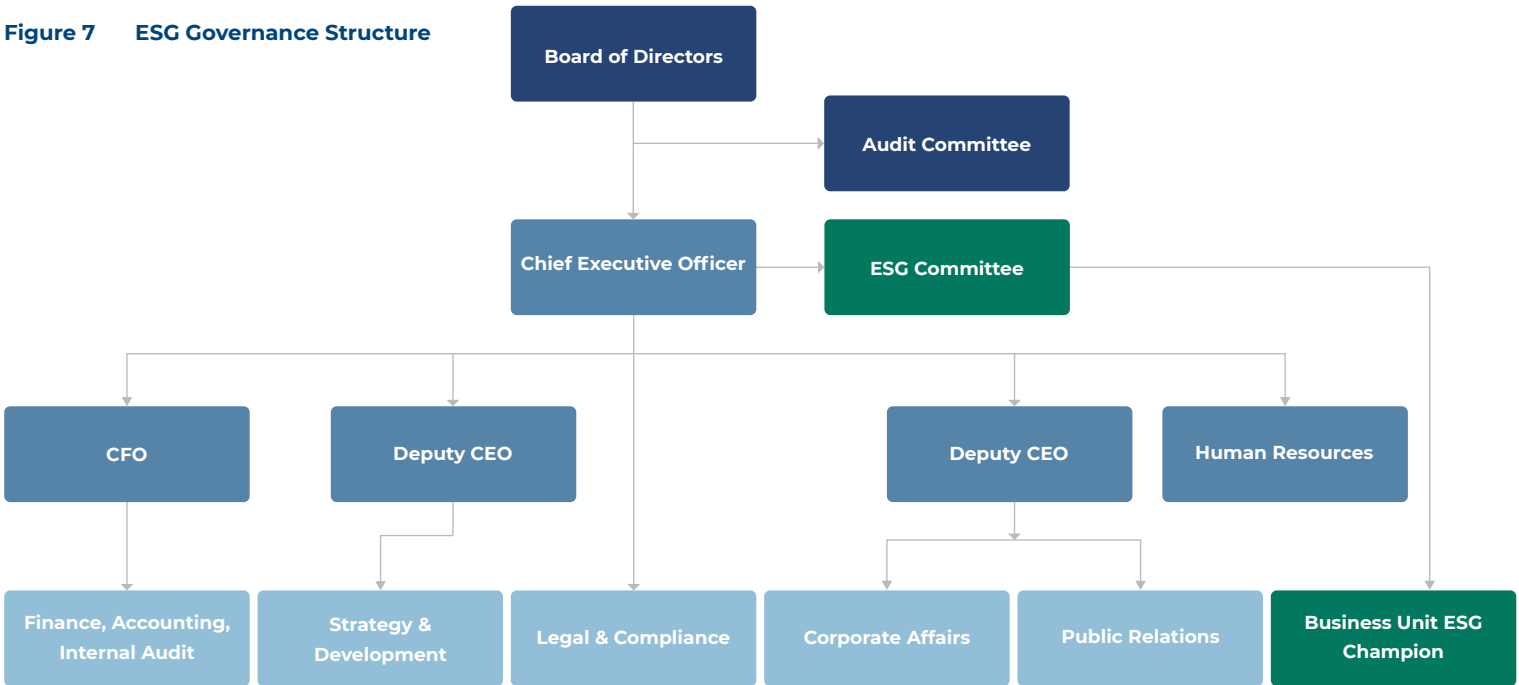 Figure 7 ESG Governance Structure
Board of Directors
Audit Committee
Chief Executive Officer
ESG Committee
CFO
Deputy CEO
Deputy CEO
Human Resources
Finance, Accounting,
Internal Audit
Strategy &
Development
Legal & Compliance
Corporate Affairs
Public Relations
Business Unit ESG
Champion